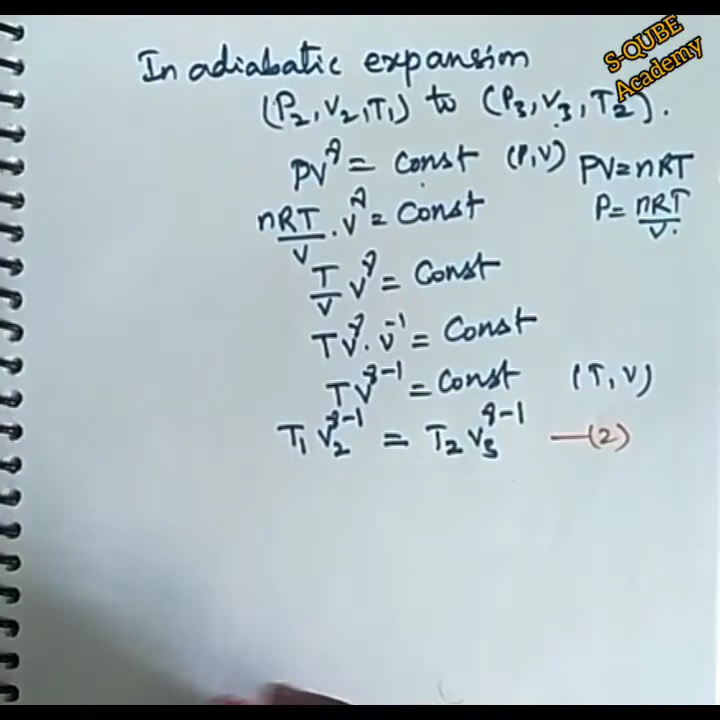 S-QUBE
Academy
In adiabatic expansion
(P₂, V₂, T₁) to (P₃, V₃, T₂).
PV^γ = Const (P, V) PV = nRT
nRT/V · V^γ = Const P = nRT/V.
T/V V^γ = Const
TV^γ · V⁻¹ = Const
TV^γ⁻¹ = Const (T, V)
T₁ V₂^γ⁻¹ = T₂ V₃^γ⁻¹ —(2)